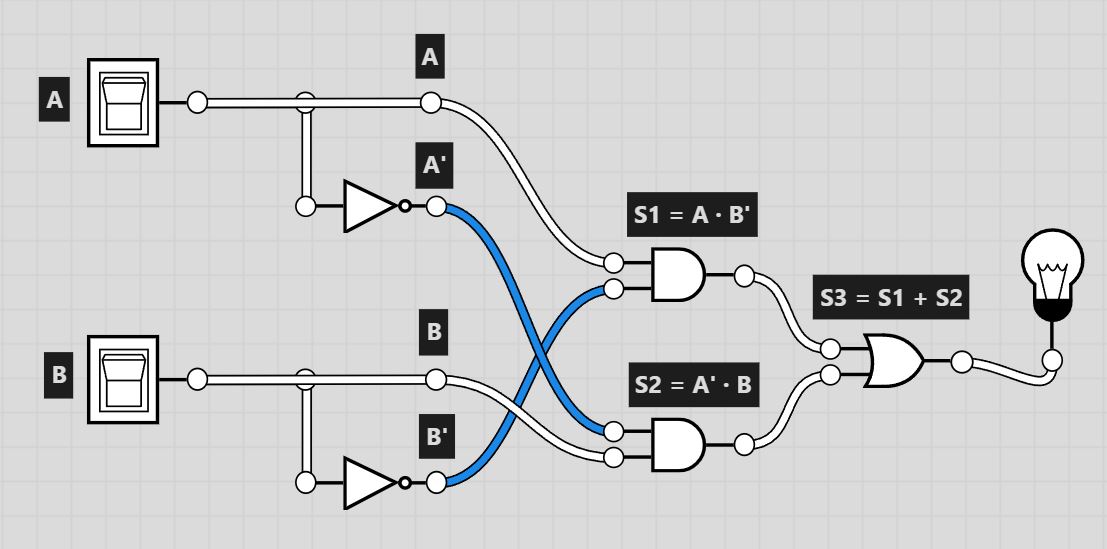 A
A
A'
S1 = A · B'
S3 = S1 + S2
B
B
S2 = A' · B
B'